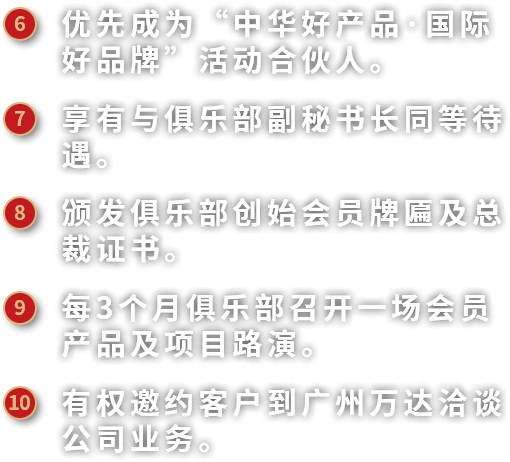 6 优先成为“中华好产品·国际
好品牌”活动合伙人。
7 享有与俱乐部副秘书长同等待
遇。
8 颁发俱乐部创始会员牌匾及总
裁证书。
9 每3个月俱乐部召开一场会员
产品及项目路演。
10 有权邀约客户到广州万达洽谈
公司业务。